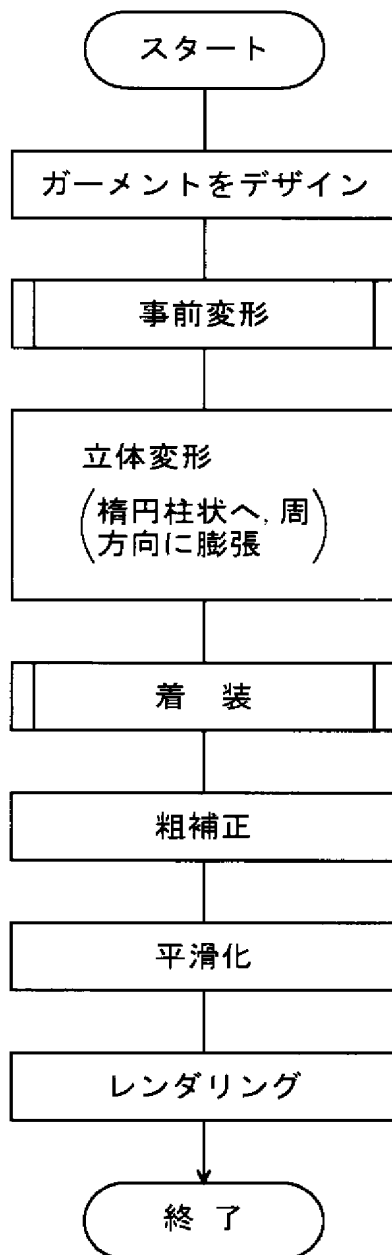 スタート
ガーメントをデザイン
事前変形
立体変形
(楕円柱状へ, 周
方向に膨張)
着 装
粗補正
平滑化
レンダリング
終 了